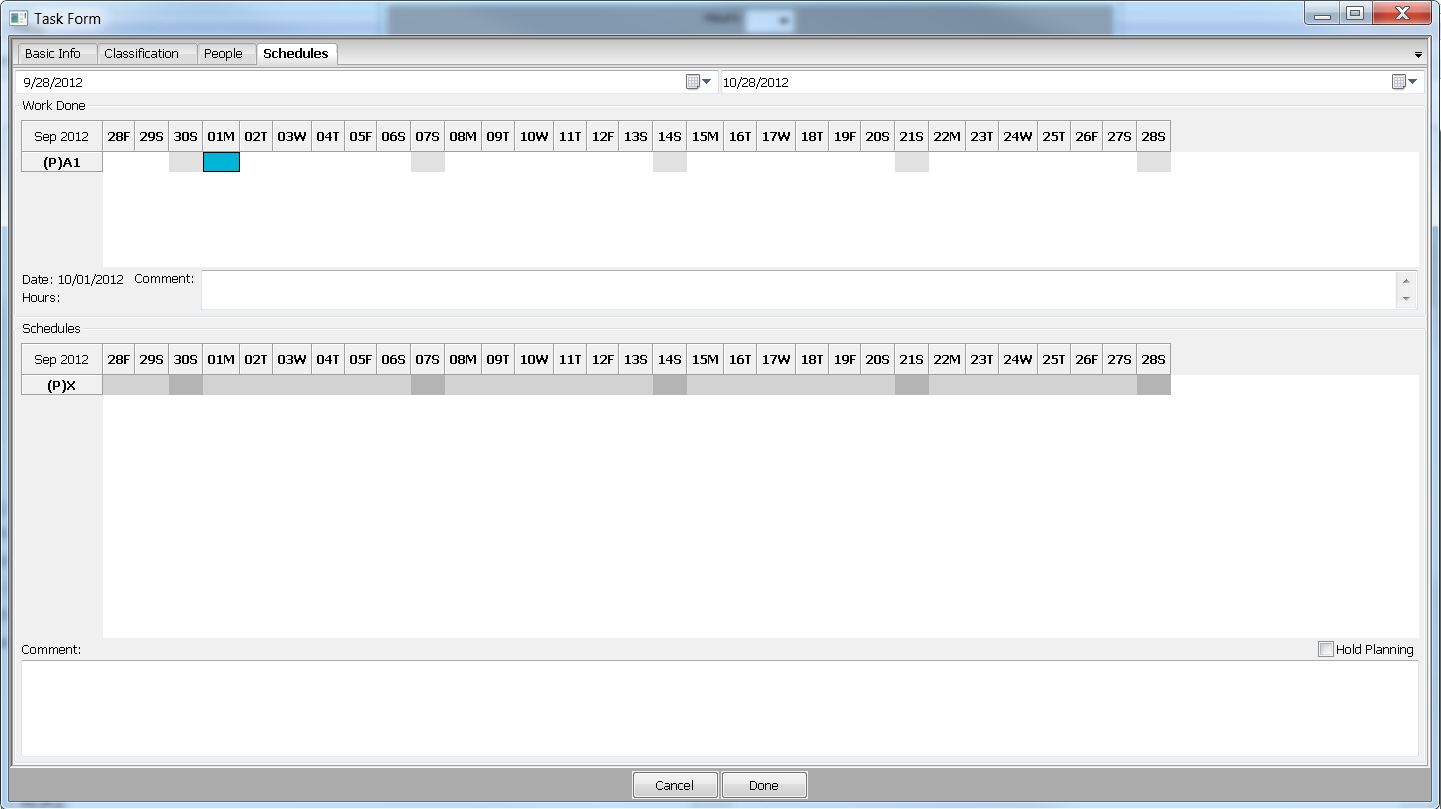 Task Form
Hours
Basic Info Classification People Schedules
9/28/2012 10/28/2012
Work Done
Sep 2012 28F 29S 30S 01M 02T 03W 04T 05F 06S 07S 08M 09T 10W 11T 12F 13S 14S 15M 16T 17W 18T 19F 20S 21S 22M 23T 24W 25T 26F 27S 28S
(P)A1
Date: 10/01/2012 Comment:
Hours:
Schedules
Sep 2012 28F 29S 30S 01M 02T 03W 04T 05F 06S 07S 08M 09T 10W 11T 12F 13S 14S 15M 16T 17W 18T 19F 20S 21S 22M 23T 24W 25T 26F 27S 28S
(P)X
Comment: Hold Planning
Cancel Done